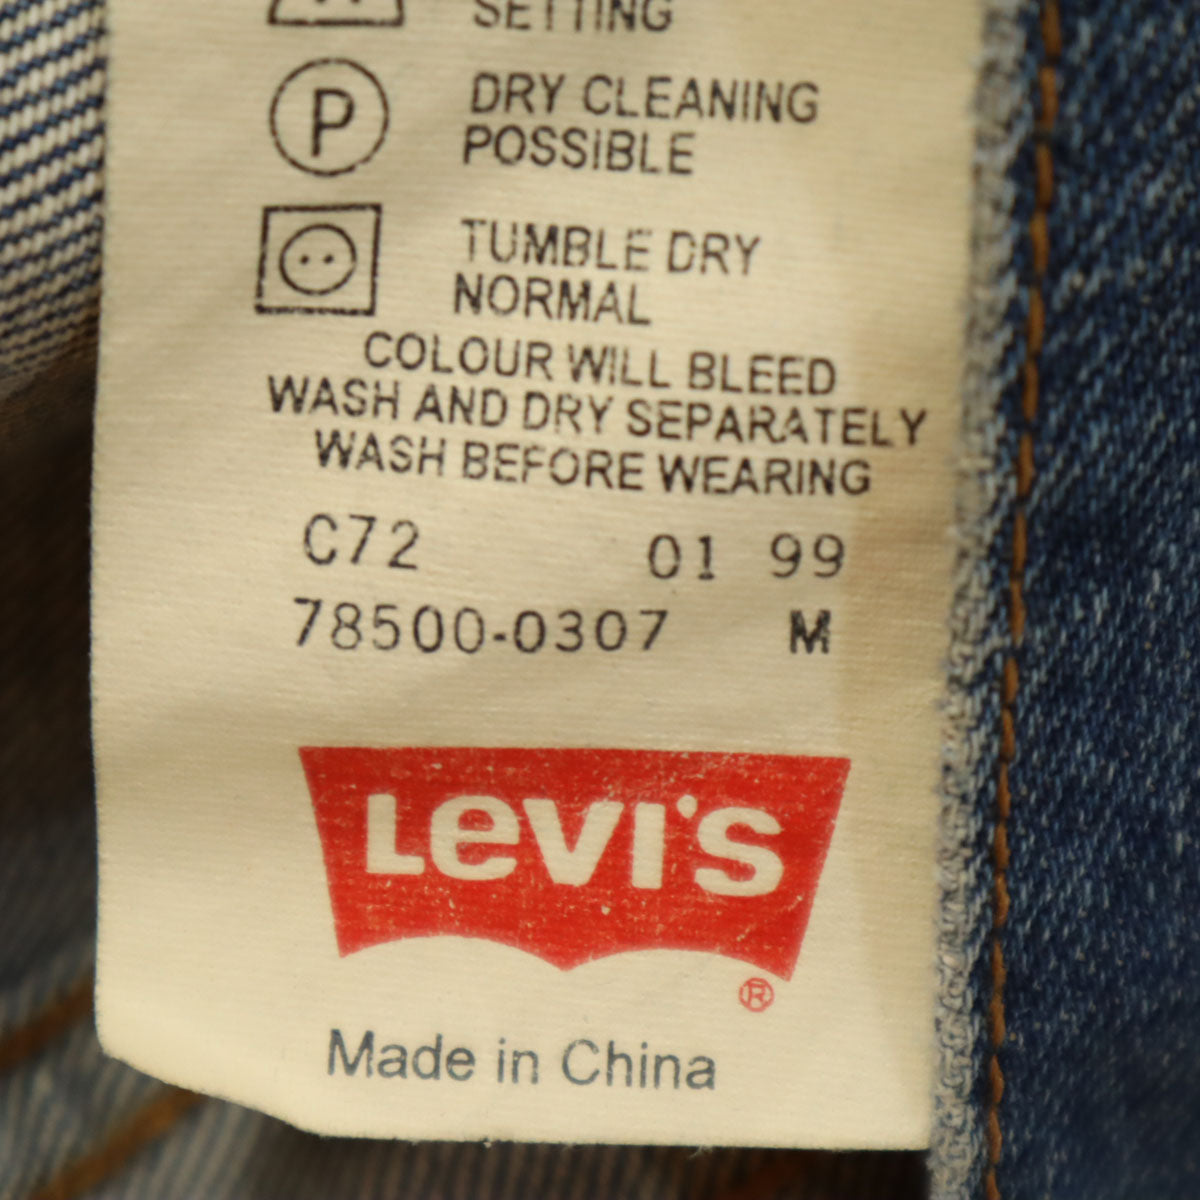 SETTING
P DRY CLEANING
POSSIBLE
TUMBLE DRY
NORMAL
COLOUR WILL BLEED
WASH AND DRY SEPARATELY
WASH BEFORE WEARING
C72 01 99
78500-0307 M
LEVI'S
®
Made in China